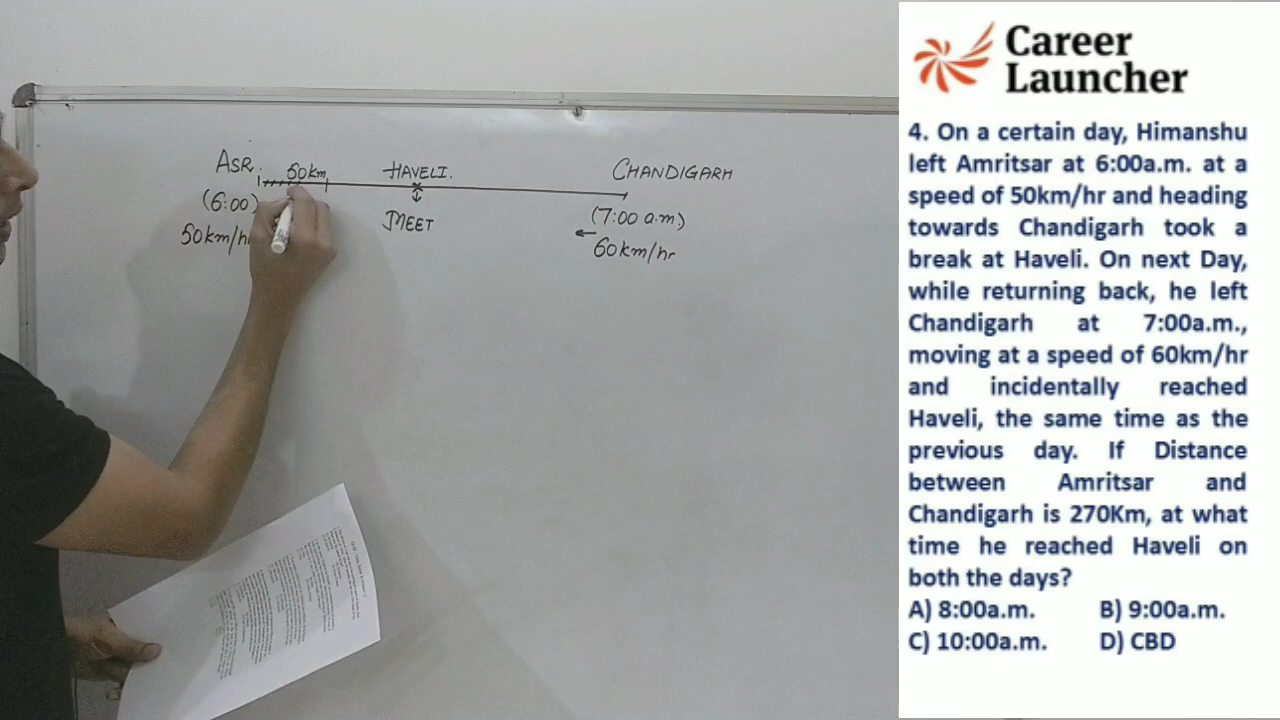 ASR.
50km
HAVELI.
CHANDIGARH
(6:00)
MEET
(7:00 a.m)
50km/hr
60km/hr
Career
Launcher
4. On a certain day, Himanshu
left Amritsar at 6:00a.m. at a
speed of 50km/hr and heading
towards Chandigarh took a
break at Haveli. On next Day,
while returning back, he left
Chandigarh at 7:00a.m.,
moving at a speed of 60km/hr
and incidentally reached
Haveli, the same time as the
previous day. If Distance
between Amritsar and
Chandigarh is 270Km, at what
time he reached Haveli on
both the days?
A) 8:00a.m. B) 9:00a.m.
C) 10:00a.m. D) CBD